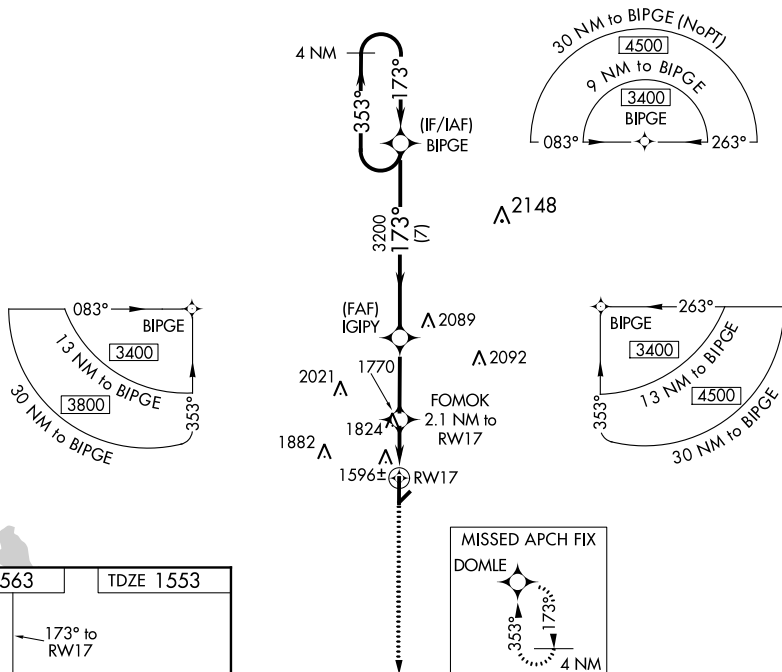 4 NM
353°
173°
(IF/IAF)
BIPGE
30 NM to BIPGE (NoPT)
4500
9 NM to BIPGE
3400
BIPGE
083°
263°
3200
173°
(7)
2148
083°
BIPGE
3400
13 NM to BIPGE
3800
30 NM to BIPGE
353°
(FAF)
IGIPY
2089
2092
1770
2021
FOMOK
2.1 NM to
RW17
1824
1882
1596±
RW17
263°
BIPGE
3400
13 NM to BIPGE
4500
30 NM to BIPGE
353°
MISSED APCH FIX
DOMLE
353°
173°
4 NM
563
TDZE 1553
173° to
RW17